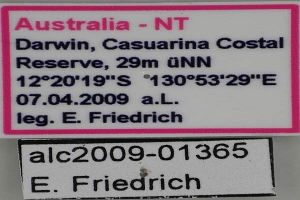 Australia - NT
Darwin, Casuarina Costal
Reserve, 29m üNN
12°20'19"S 130°53'29"E
07.04.2009 a.L.
leg. E. Friedrich
alc2009-01365
E. Friedrich